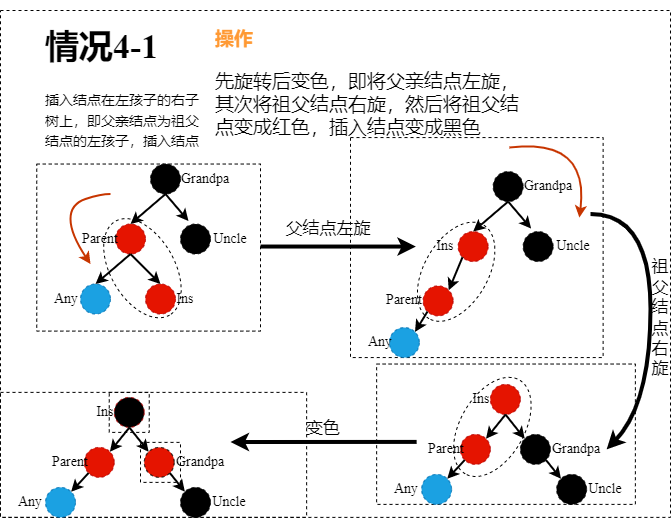 情况4-1
操作
先旋转后变色，即将父亲结点左旋，
其次将祖父结点右旋，然后将祖父结
点变成红色，插入结点变成黑色
插入结点在左孩子的右子
树上，即父亲结点为祖父
结点的左孩子，插入结点
Grandpa
Parent
Uncle
Any
Ins
父结点左旋
Grandpa
Ins
Uncle
Parent
Any
祖父结点右旋
Ins
Parent
Grandpa
Any
Uncle
变色
Ins
Parent
Grandpa
Any
Uncle